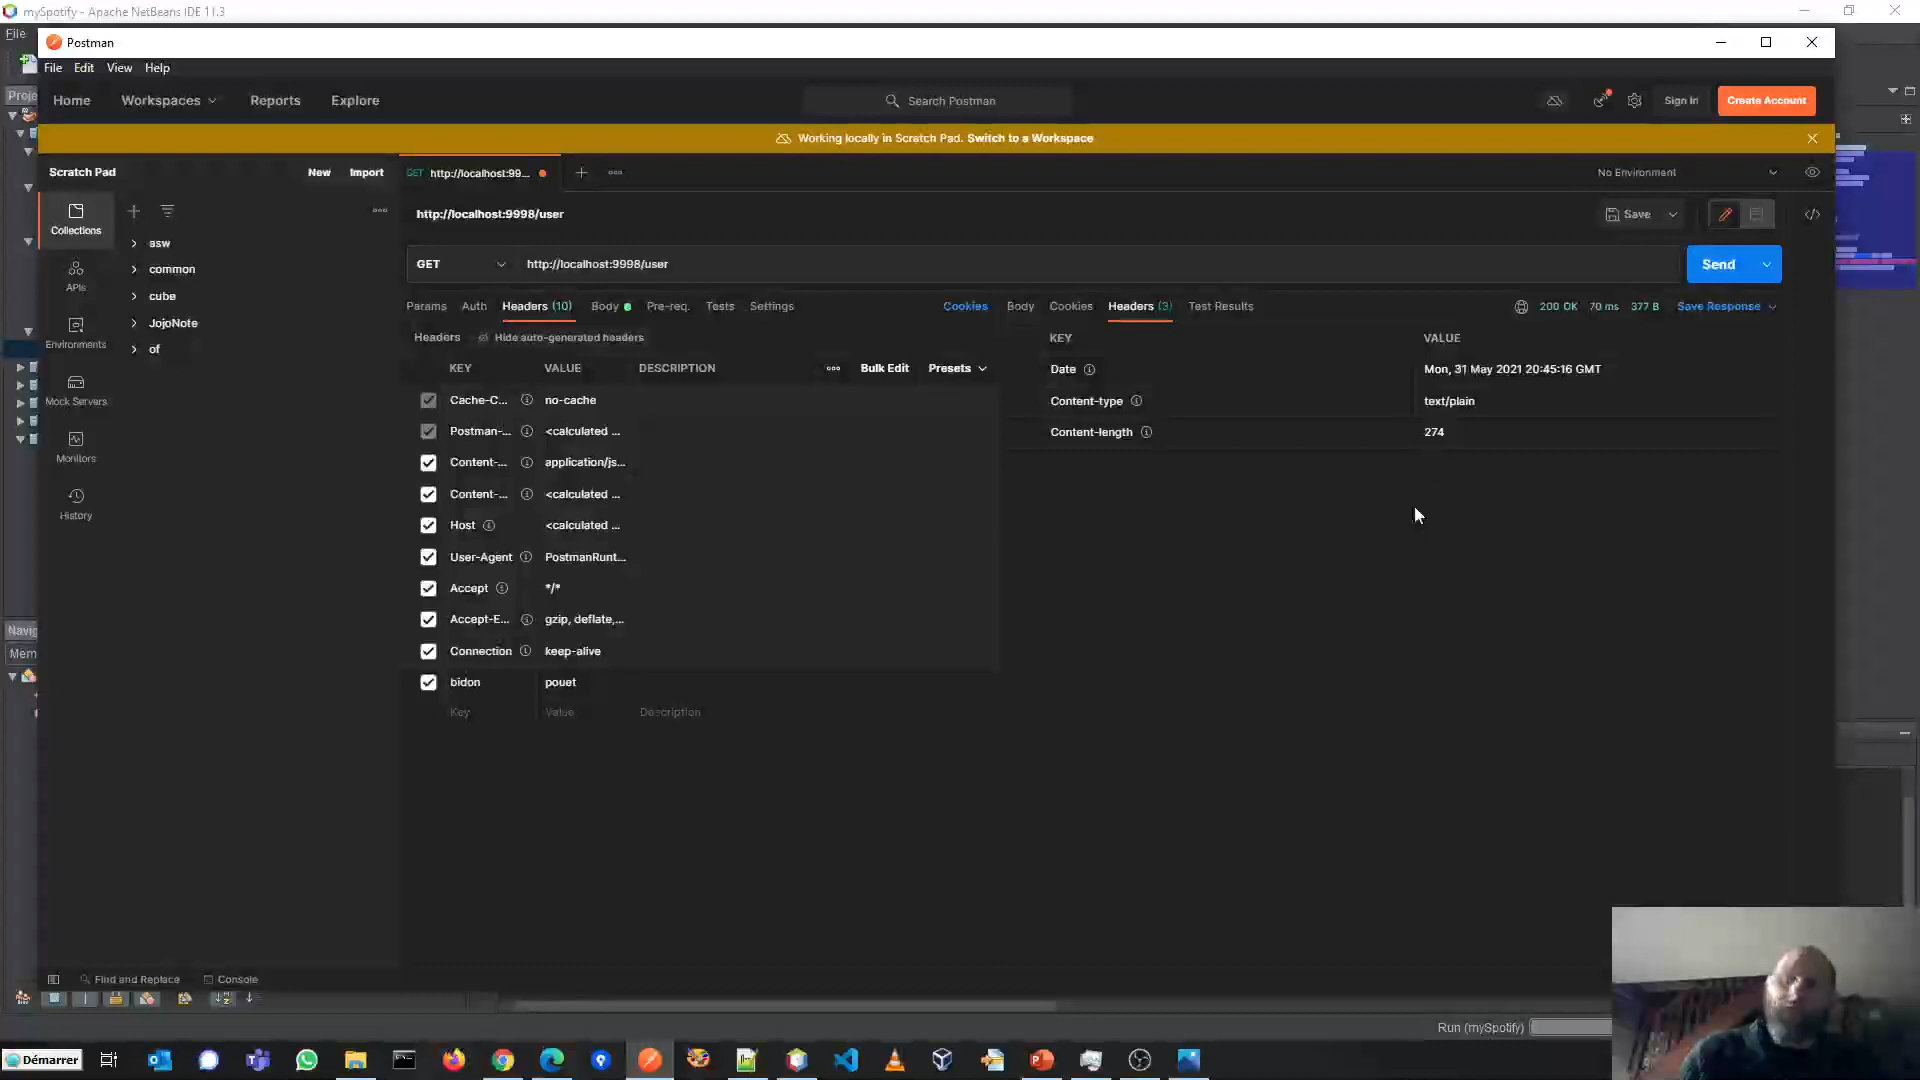 mySpotify - Apache NetBeans IDE 11.3
File
Postman
File Edit View Help
Home Workspaces Reports Explore Search Postman Sign In Create Account
Working locally in Scratch Pad. Switch to a Workspace
Scratch Pad New Import
GET http://localhost:99...
No Environment
Collections
APIs
Environments
Mock Servers
Monitors
History
asw
common
cube
JojoNote
of
http://localhost:9998/user
Save
GET http://localhost:9998/user
Send
Params Auth Headers (10) Body Pre-req. Tests Settings Cookies
Body Cookies Headers (3) Test Results 200 OK 70 ms 377 B Save Response
Headers Hide auto-generated headers
KEY VALUE DESCRIPTION Bulk Edit Presets
Cache-C... no-cache
Postman-... <calculated ...
Content-... application/js...
Content-... <calculated ...
Host <calculated ...
User-Agent PostmanRunt...
Accept */*
Accept-E... gzip, deflate,...
Connection keep-alive
bidon pouet
Key Value Description
KEY VALUE
Date Mon, 31 May 2021 20:45:16 GMT
Content-type text/plain
Content-length 274
Find and Replace Console
Proje
Navig
Mem
Run (mySpotify)
Démarrer